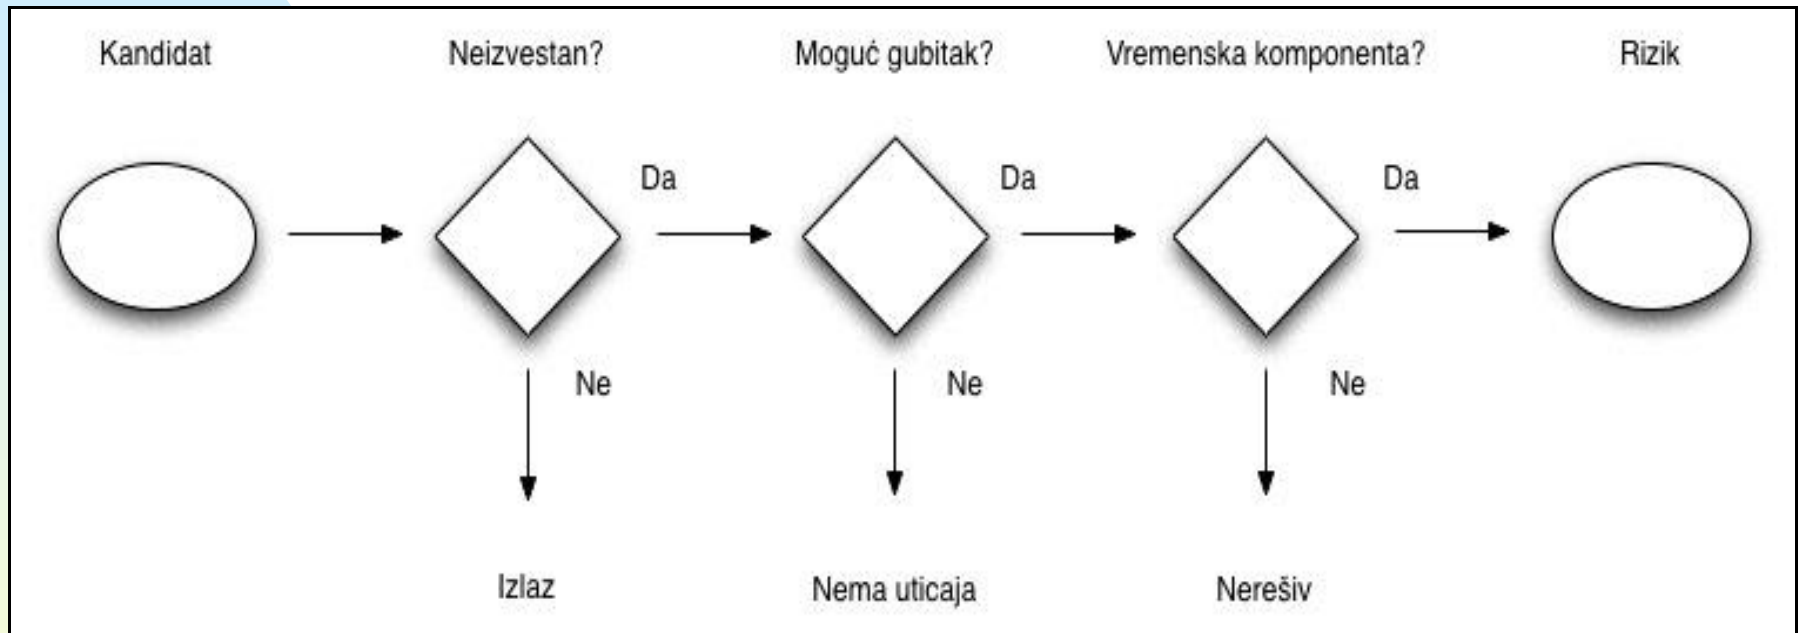 Kandidat
Neizvestan?
Moguć gubitak?
Vremenska komponenta?
Rizik
Da
Da
Da
Ne
Ne
Ne
Izlaz
Nema uticaja
Nerešiv